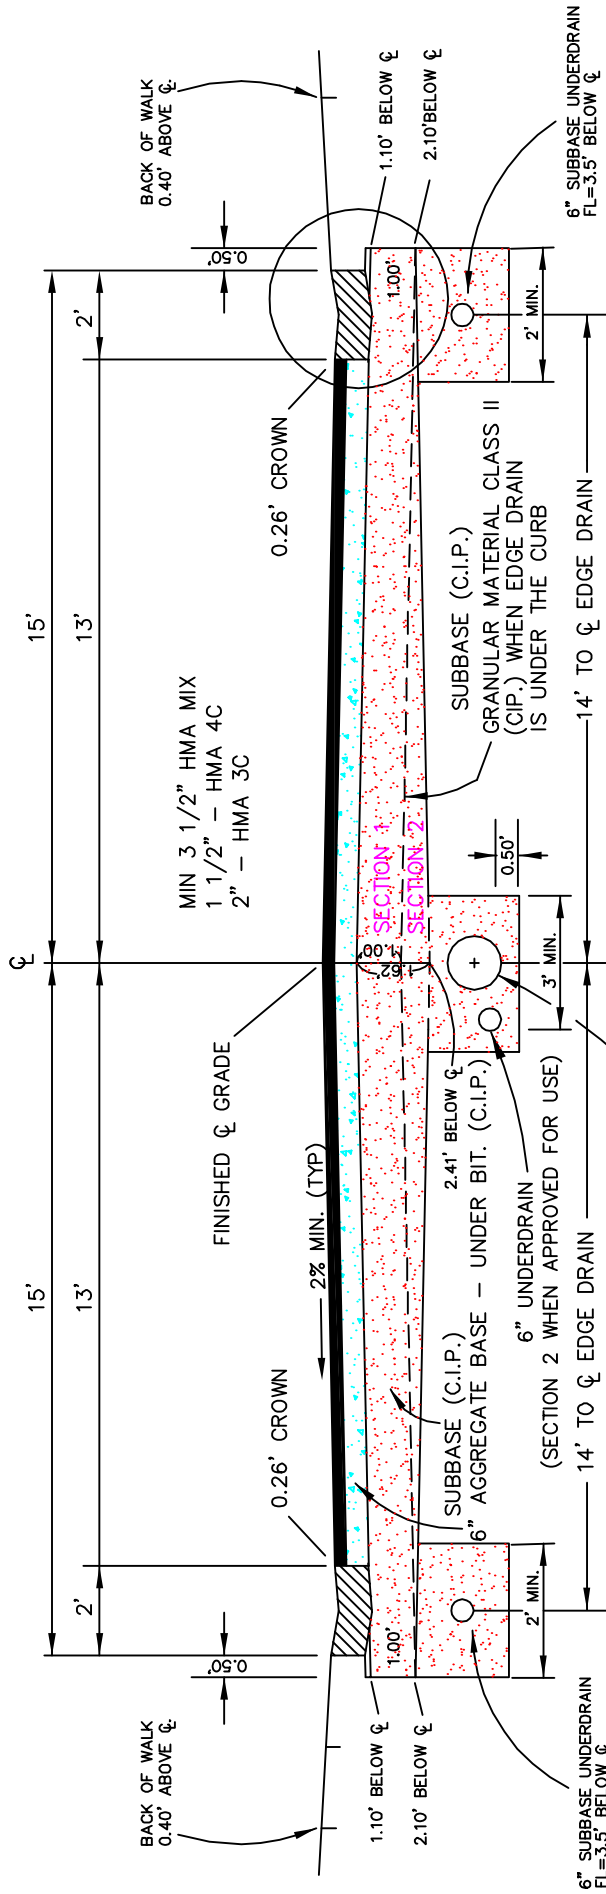 BACK OF WALK
0.40' ABOVE ℄
0.50'
2'
15'
13'
0.26' CROWN
2% MIN. (TYP)
FINISHED ℄ GRADE
℄
MIN 3 1/2" HMA MIX
1 1/2" - HMA 4C
2" - HMA 3C
15'
13'
0.26' CROWN
2'
0.50'
BACK OF WALK
0.40' ABOVE ℄
1.10' BELOW ℄
2.10' BELOW ℄
1.00'
SUBBASE (C.I.P.)
6" AGGREGATE BASE - UNDER BIT. (C.I.P.)
2.41' BELOW ℄
1.00'
1.62'
SECTION 1
SECTION 2
SUBBASE (C.I.P.)
GRANULAR MATERIAL CLASS II
(CIP.) WHEN EDGE DRAIN
IS UNDER THE CURB
1.00'
1.10' BELOW ℄
2.10'BELOW ℄
6" SUBBASE UNDERDRAIN
FL=3.5' BELOW ℄
2' MIN.
6" UNDERDRAIN
(SECTION 2 WHEN APPROVED FOR USE)
14' TO ℄ EDGE DRAIN
3' MIN.
0.50'
14' TO ℄ EDGE DRAIN
2' MIN.
6" SUBBASE UNDERDRAIN
FL=3.5' BELOW ℄